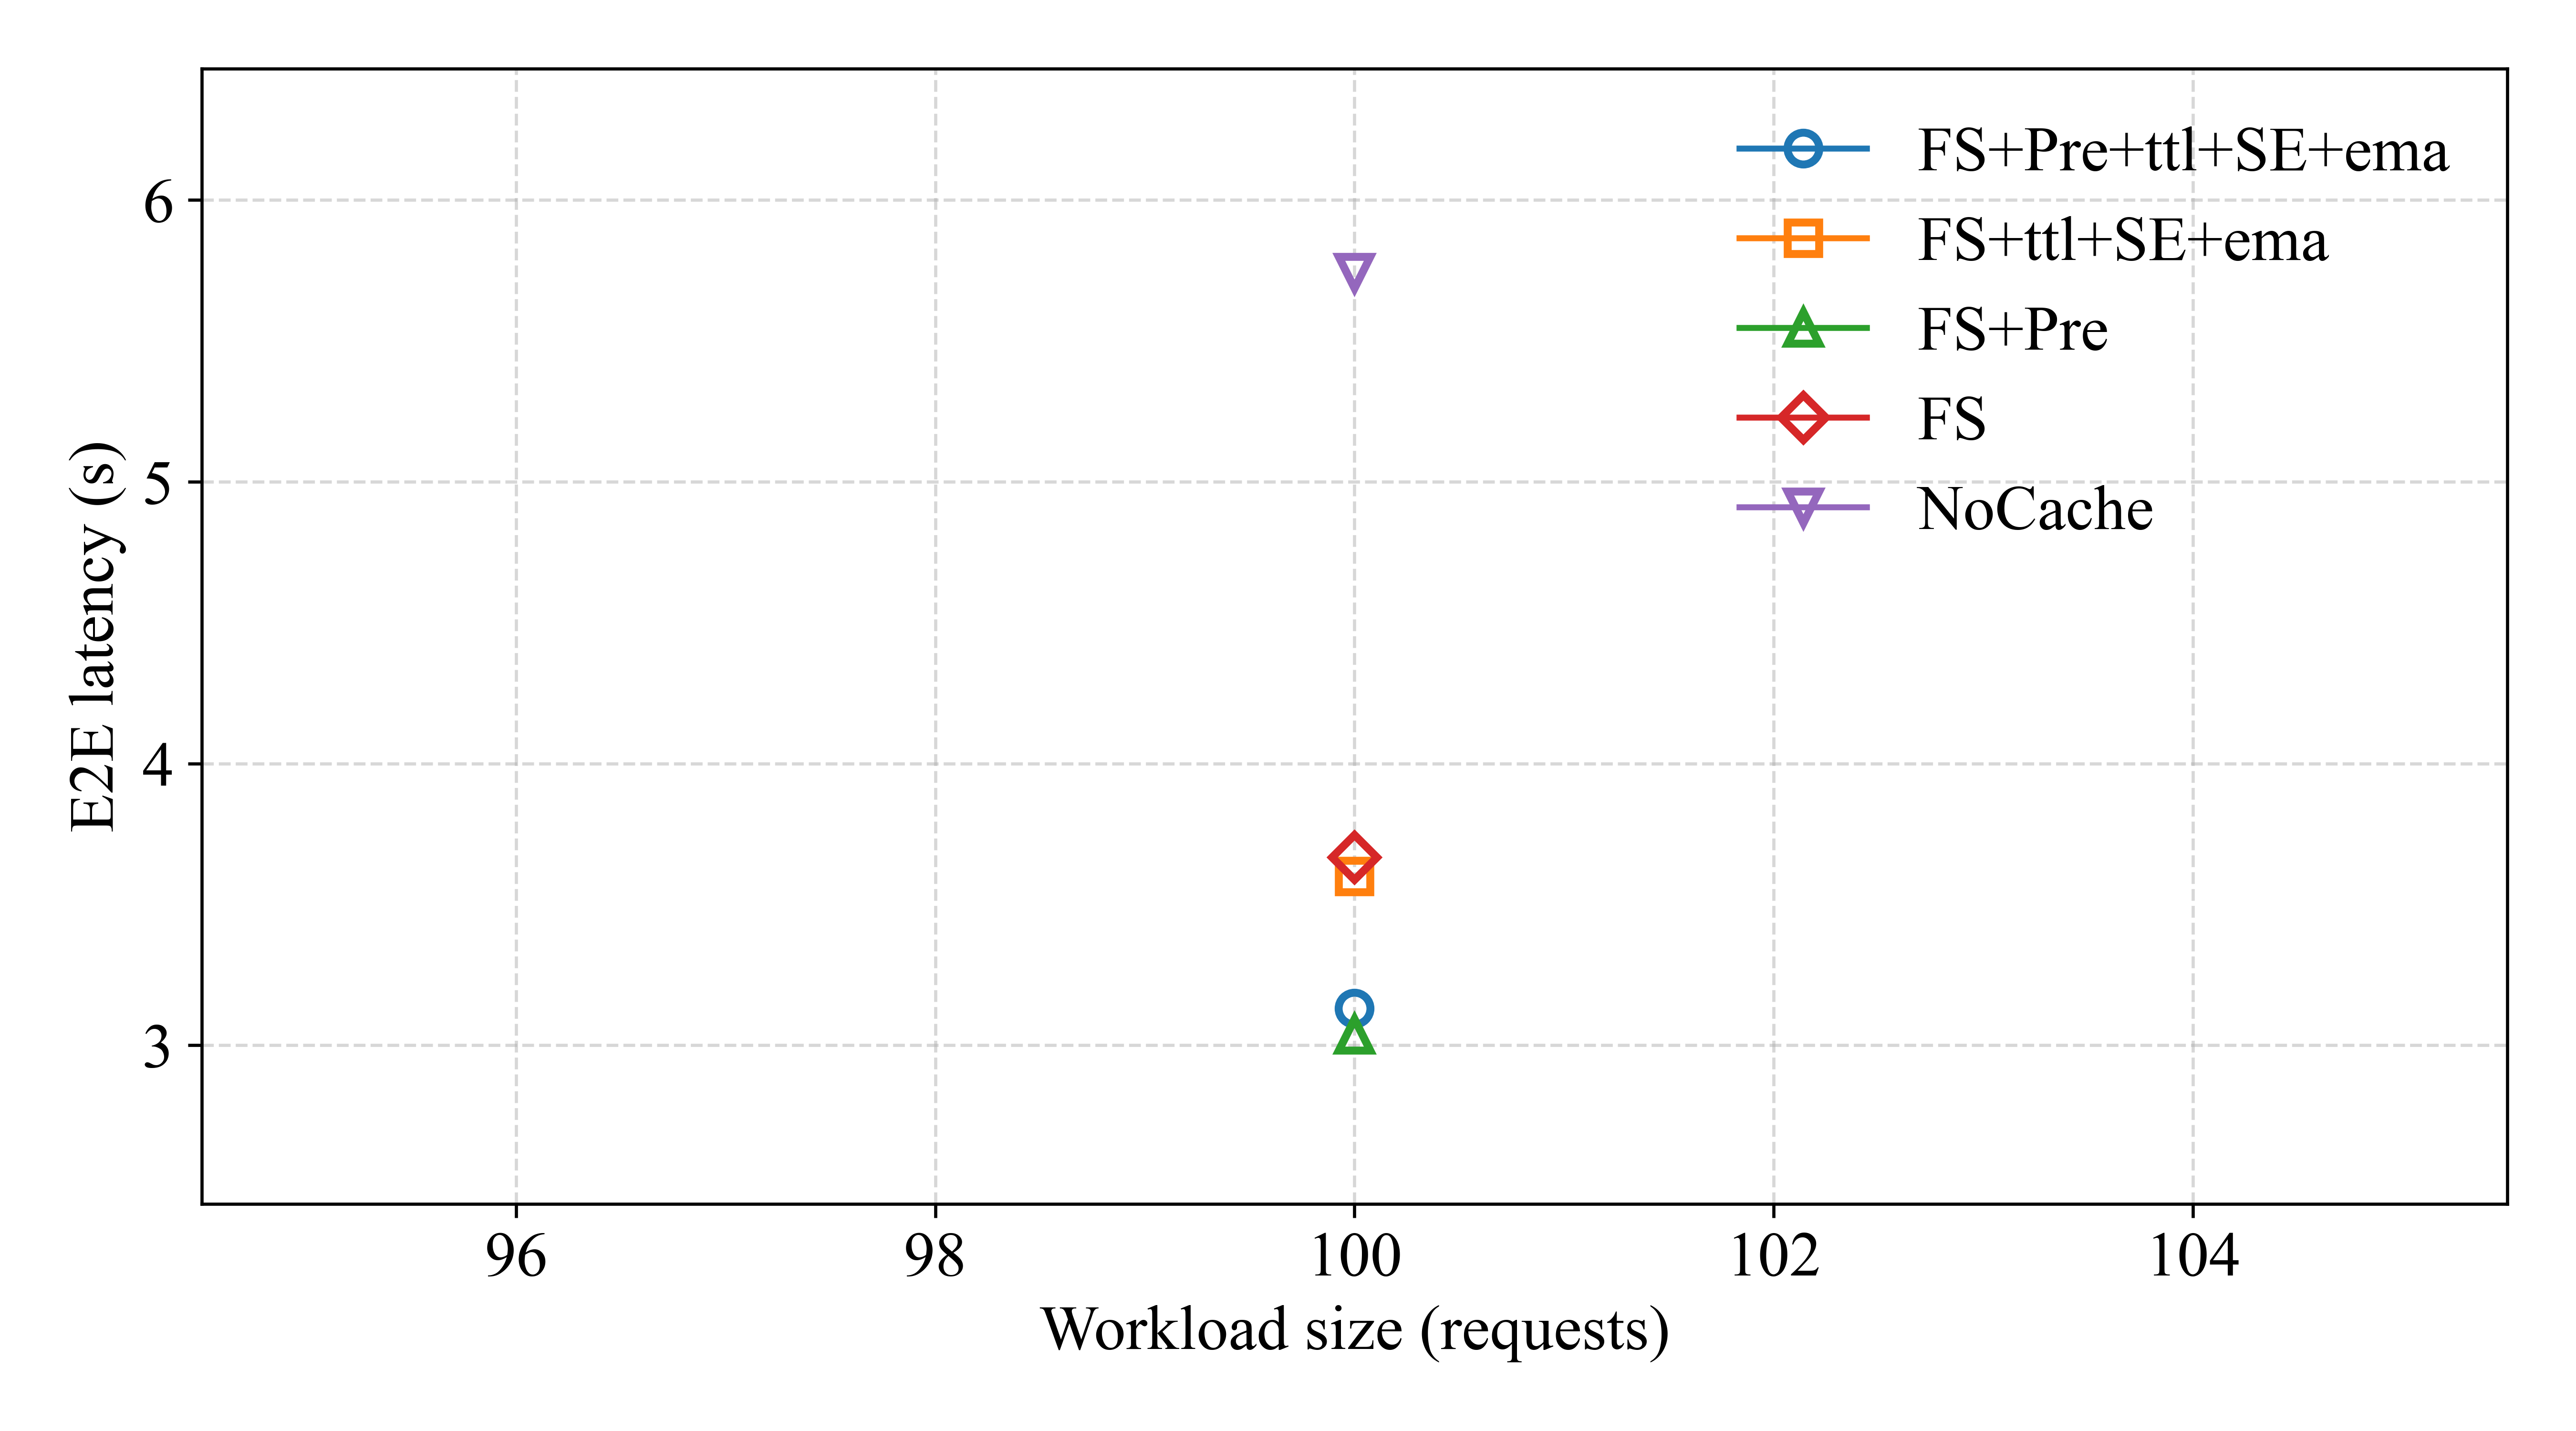 FS+Pre+ttl+SE+ema
FS+ttl+SE+ema
FS+Pre
FS
NoCache
E2E latency (s)
6
5
4
3
96 98 100 102 104
Workload size (requests)